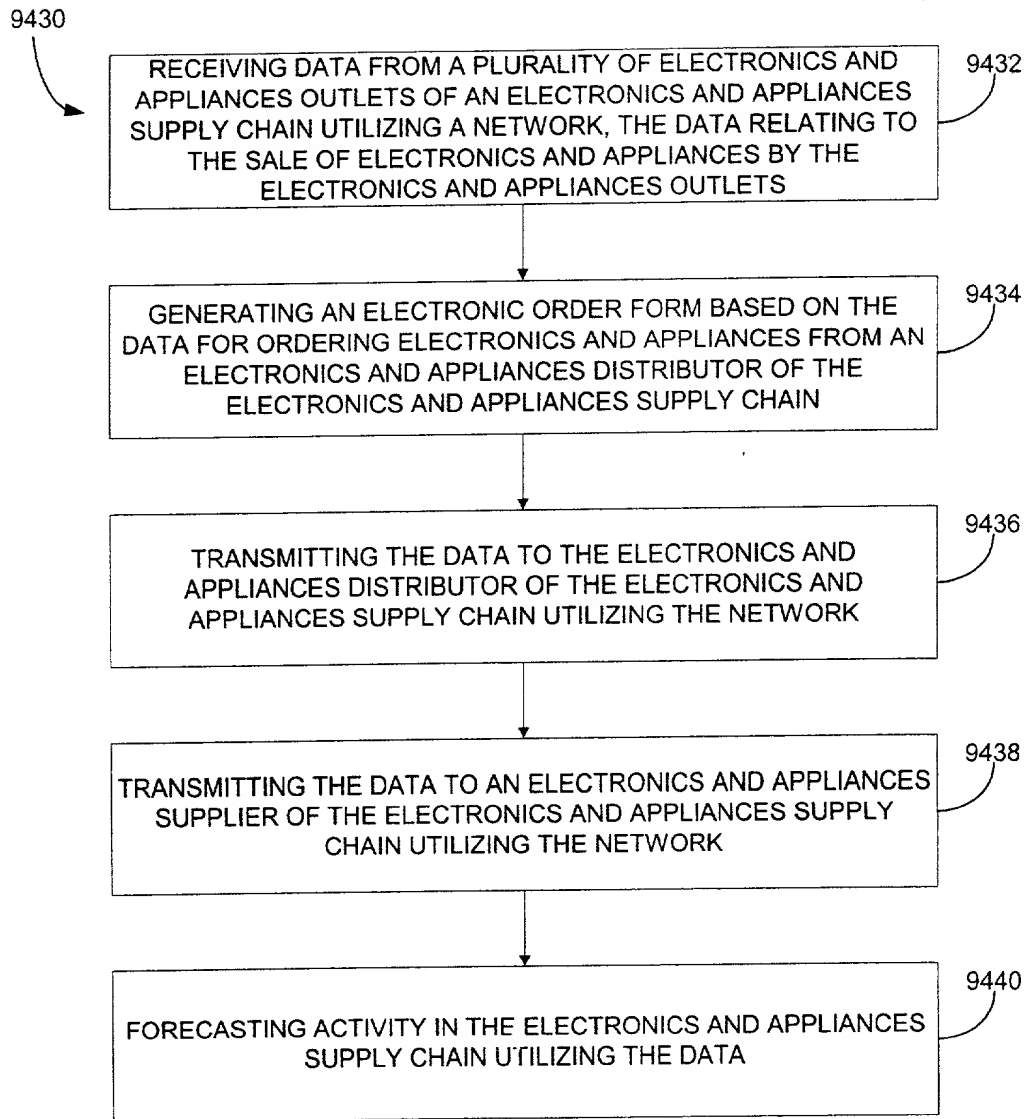 9430
RECEIVING DATA FROM A PLURALITY OF ELECTRONICS AND
APPLIANCES OUTLETS OF AN ELECTRONICS AND APPLIANCES
SUPPLY CHAIN UTILIZING A NETWORK, THE DATA RELATING TO
THE SALE OF ELECTRONICS AND APPLIANCES BY THE
ELECTRONICS AND APPLIANCES OUTLETS
9432
GENERATING AN ELECTRONIC ORDER FORM BASED ON THE
DATA FOR ORDERING ELECTRONICS AND APPLIANCES FROM AN
ELECTRONICS AND APPLIANCES DISTRIBUTOR OF THE
ELECTRONICS AND APPLIANCES SUPPLY CHAIN
9434
TRANSMITTING THE DATA TO THE ELECTRONICS AND
APPLIANCES DISTRIBUTOR OF THE ELECTRONICS AND
APPLIANCES SUPPLY CHAIN UTILIZING THE NETWORK
9436
TRANSMITTING THE DATA TO AN ELECTRONICS AND APPLIANCES
SUPPLIER OF THE ELECTRONICS AND APPLIANCES SUPPLY
CHAIN UTILIZING THE NETWORK
9438
FORECASTING ACTIVITY IN THE ELECTRONICS AND APPLIANCES
SUPPLY CHAIN UTILIZING THE DATA
9440